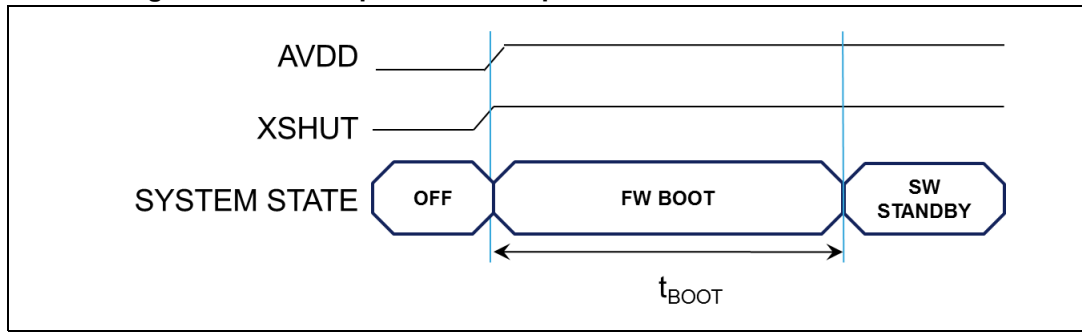 AVDD
XSHUT
SYSTEM STATE OFF FW BOOT SW STANDBY
tBOOT